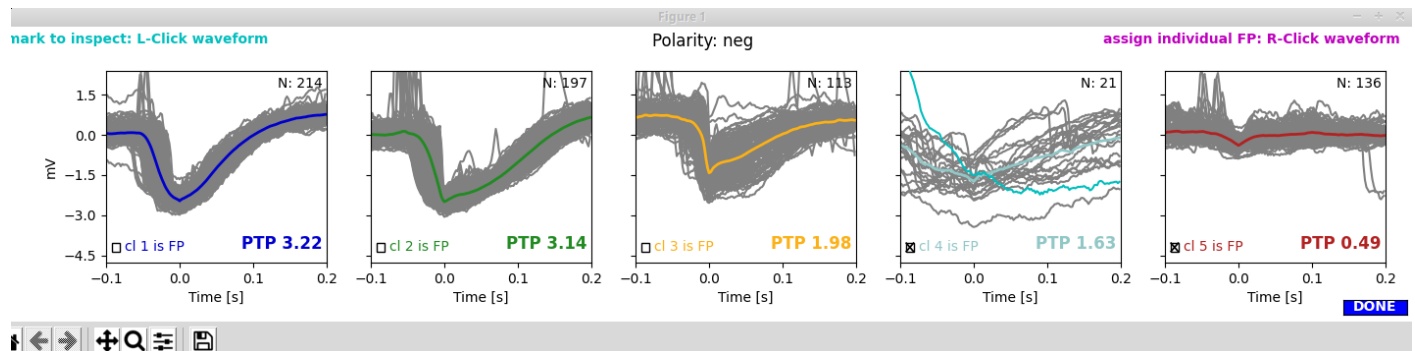 Figure 1
mark to inspect: L-Click waveform
Polarity: neg
assign individual FP: R-Click waveform
mV
1.5
0.0
−1.5
−3.0
−4.5
N: 214
cl 1 is FP
PTP 3.22
−0.1 0.0 0.1 0.2
Time [s]
N: 197
cl 2 is FP
PTP 3.14
−0.1 0.0 0.1 0.2
Time [s]
N: 113
cl 3 is FP
PTP 1.98
−0.1 0.0 0.1 0.2
Time [s]
N: 21
cl 4 is FP
PTP 1.63
−0.1 0.0 0.1 0.2
Time [s]
N: 136
cl 5 is FP
PTP 0.49
−0.1 0.0 0.1 0.2
Time [s]
DONE